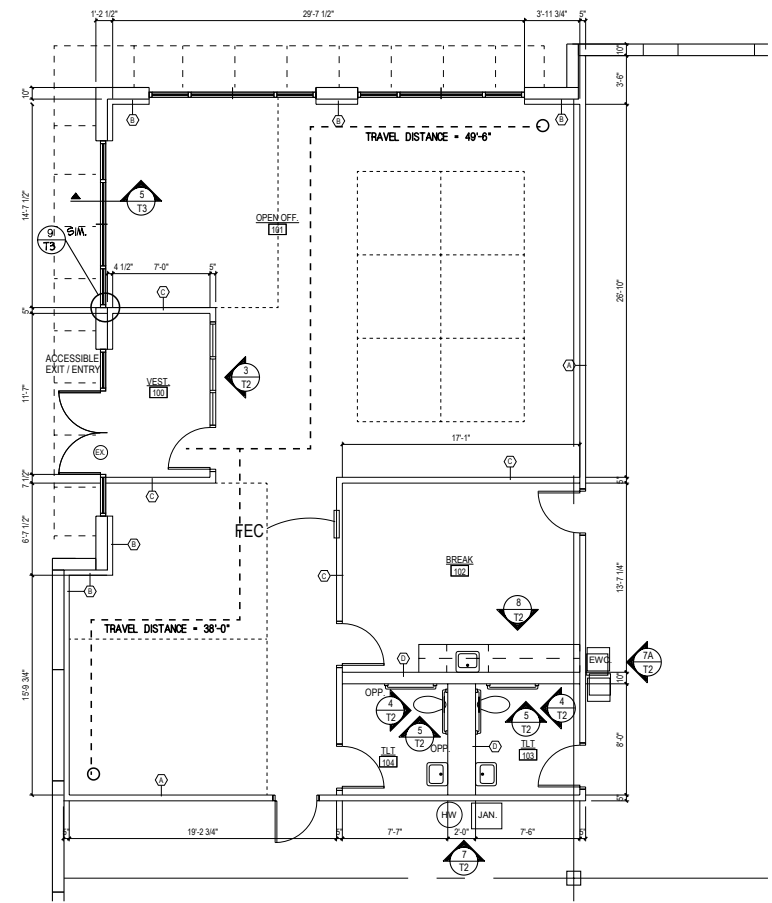 1'-2 1/2"
29'-7 1/2"
3'-11 3/4"
5"
10"
10"
3'-6"
B
B
B
TRAVEL DISTANCE = 49'-6"
5
T3
14'-7 1/2"
OPEN OFF.
101
9I
T3
SIM.
4 1/2"
7'-0"
5"
C
26'-10"
5"
ACCESSIBLE
EXIT / ENTRY
VEST.
100
3
T2
A
11'-7"
17'-1"
EX.
C
C
7 1/2"
5"
FEC
6'-7 1/2"
B
BREAK
102
C
B
13'-7 1/4"
8
T2
TRAVEL DISTANCE = 38'-0"
D
EWC.
7A
T2
10"
15'-9 3/4"
OPP.
4
T2
5
T2
OPP.
5
T2
4
T2
D
TLT
104
TLT
103
8'-0"
A
5"
HW
JAN.
5"
19'-2 3/4"
5"
7'-7"
2'-0"
7'-6"
5"
7
T2